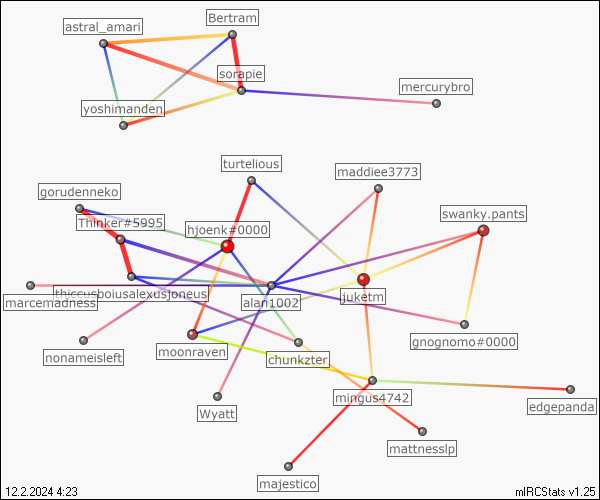 Bertram
astral_amari
sorapie
mercurybro
yoshimanden
turtelious
maddiee3773
gorudenneko
swanky.pants
Thinker#5995
hjoenk#0000
thyccusboiusalexdsjoneus
juketm
marcemadness
alan1002
gnognomo#0000
moonraven
nonameisleft
chunkzter
mingus4742
edgepanda
Wyatt
mattnesslp
majestico
12.2.2024 4:23
mIRCStats v1.25